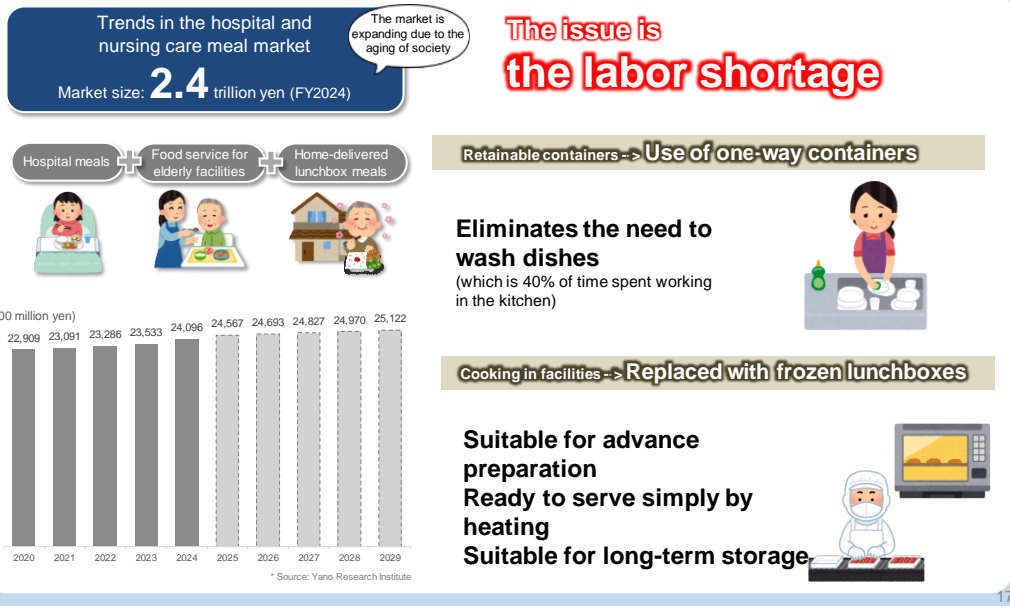 Trends in the hospital and
nursing care meal market
Market size: 2.4 trillion yen (FY2024)
The market is
expanding due to the
aging of society
Hospital meals
Food service for
elderly facilities
Home-delivered
lunchbox meals
00 million yen)
22,909 23,091 23,286 23,533 24,096 24,567 24,693 24,827 24,970 25,122
2020 2021 2022 2023 2024 2025 2026 2027 2028 2029
* Source: Yano Research Institute
The issue is
the labor shortage
Retainable containers --> Use of one-way containers
Eliminates the need to
wash dishes
(which is 40% of time spent working
in the kitchen)
Cooking in facilities --> Replaced with frozen lunchboxes
Suitable for advance
preparation
Ready to serve simply by
heating
Suitable for long-term storage
17